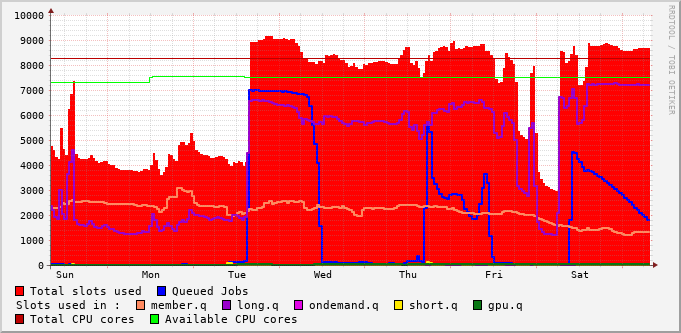 10000
9000
8000
7000
6000
5000
4000
3000
2000
1000
0
Sun Mon Tue Wed Thu Fri Sat
RRDTOOL / TOBI OETIKER
Total slots used Queued Jobs
Slots used in : member.q long.q ondemand.q short.q gpu.q
Total CPU cores Available CPU cores